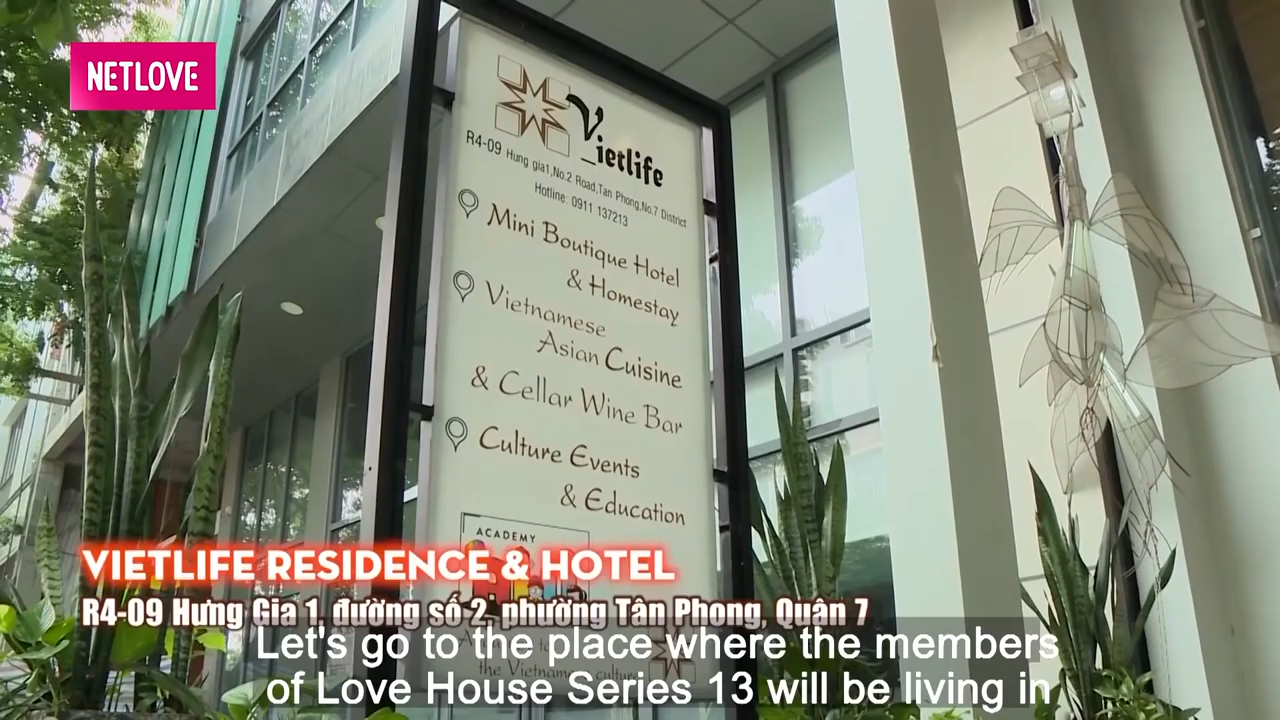 NETLOVE
Vietlife
R4-09 Hung gia1,No.2 Road,Tan Phong,No.7 District
Hotline: 0911 137213
Mini Boutique Hotel
& Homestay
Vietnamese
Asian Cuisine
& Cellar Wine Bar
Culture Events
& Education
ACADEMY
VIETLIFE RESIDENCE & HOTEL
R4-09 Hưng Gia 1, đường số 2, phường Tân Phong, Quận 7
the Vietnamese culture
Let's go to the place where the members
of Love House Series 13 will be living in